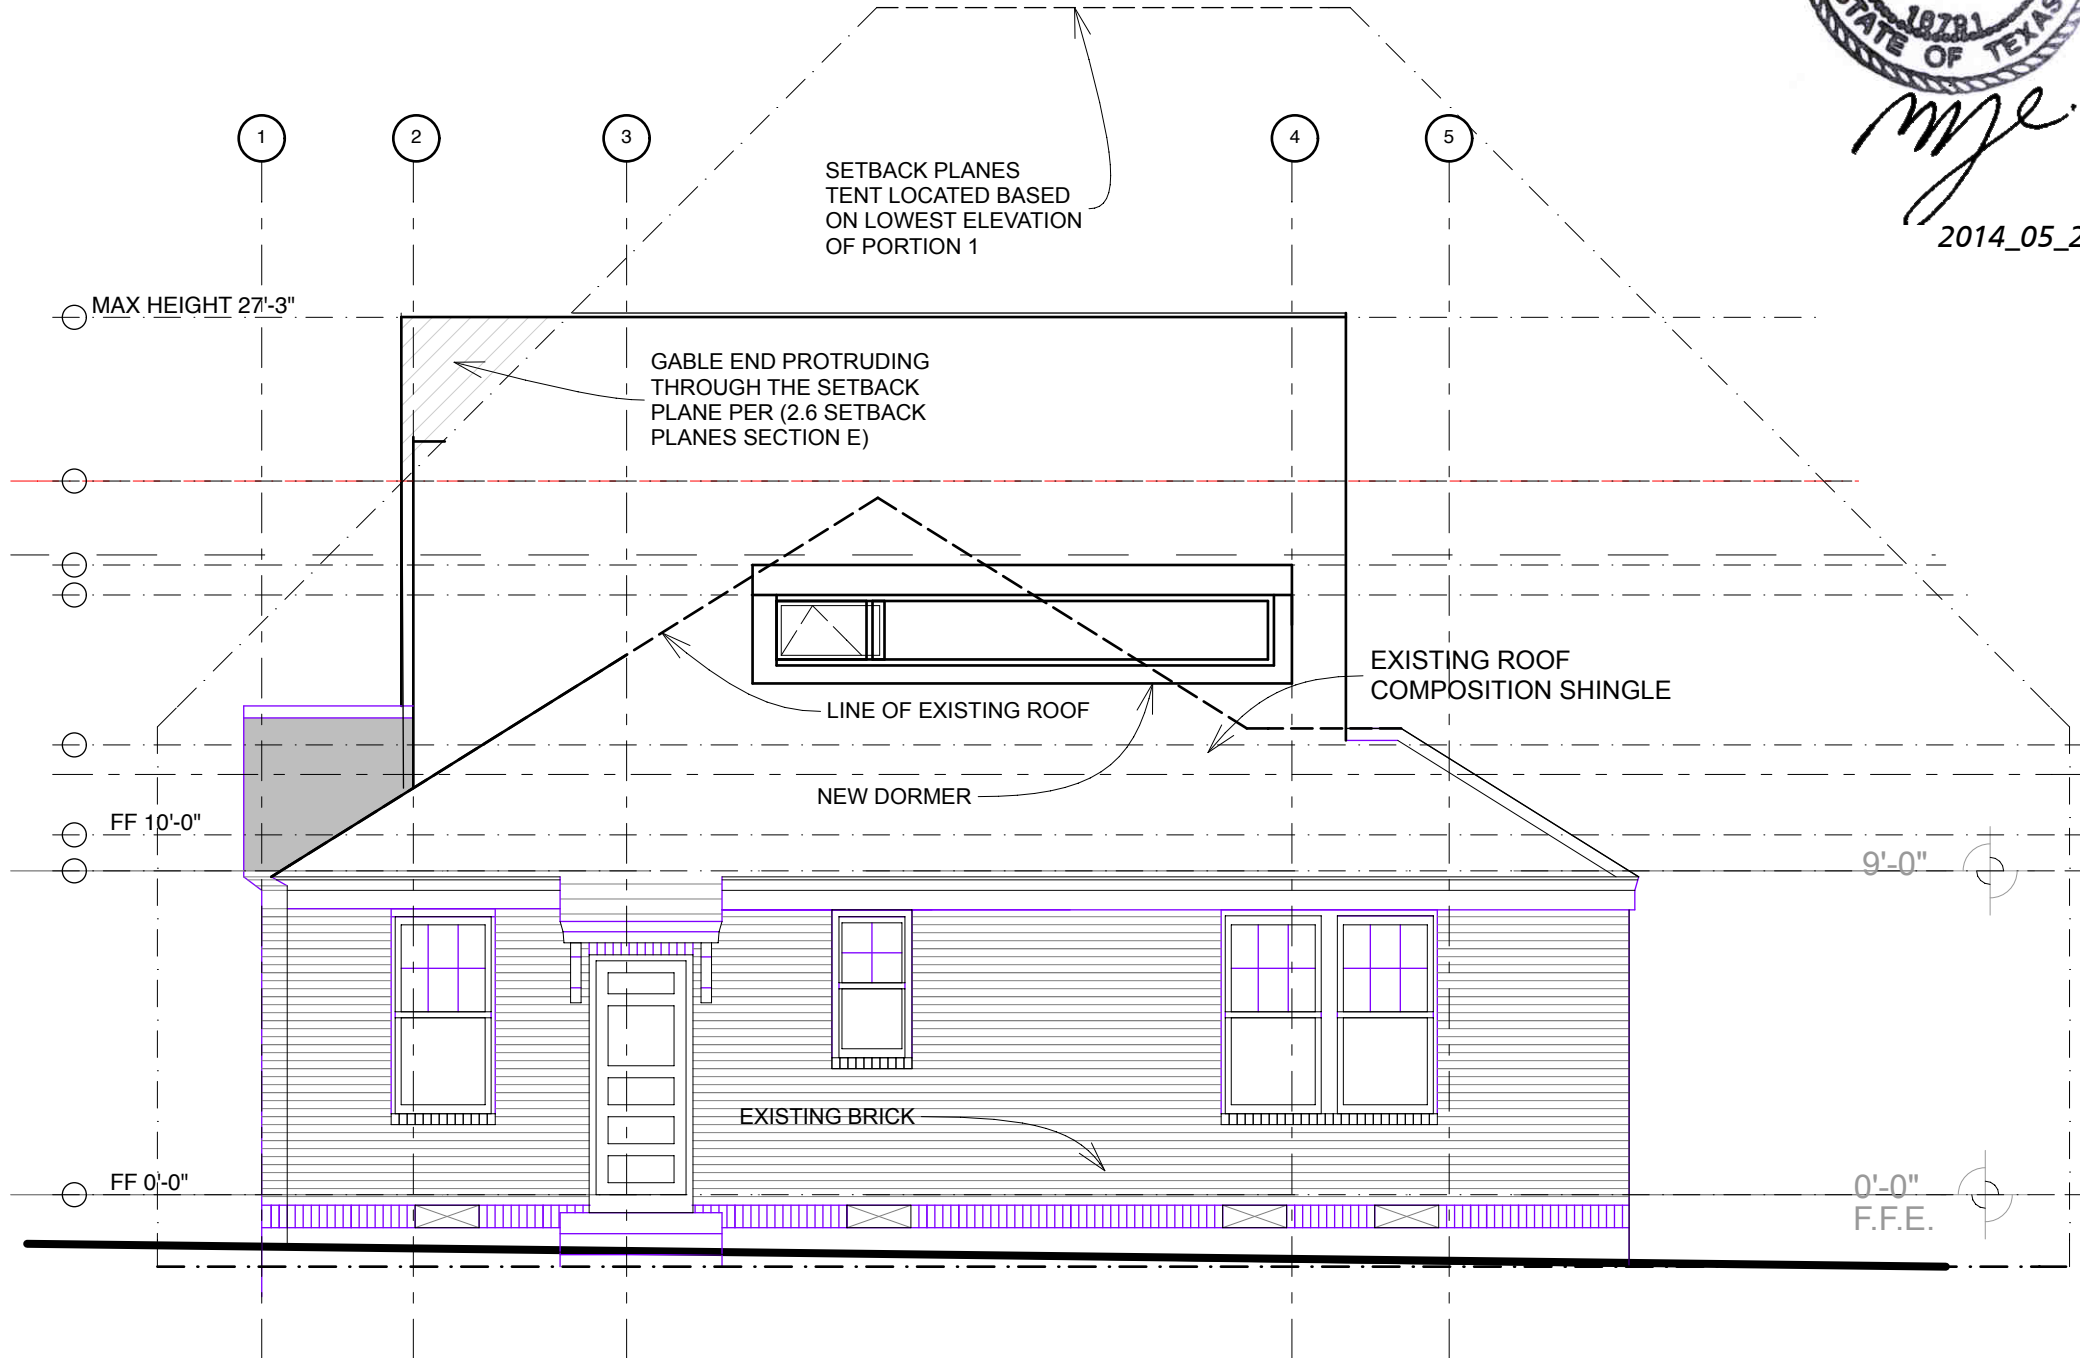 18781
STATE OF TEXAS
2014_05_2
1
2
3
4
5
SETBACK PLANES
TENT LOCATED BASED
ON LOWEST ELEVATION
OF PORTION 1
MAX HEIGHT 27'-3"
GABLE END PROTRUDING
THROUGH THE SETBACK
PLANE PER (2.6 SETBACK
PLANES SECTION E)
EXISTING ROOF
COMPOSITION SHINGLE
LINE OF EXISTING ROOF
NEW DORMER
FF 10'-0"
9'-0"
EXISTING BRICK
FF 0'-0"
0'-0"
F.F.E.